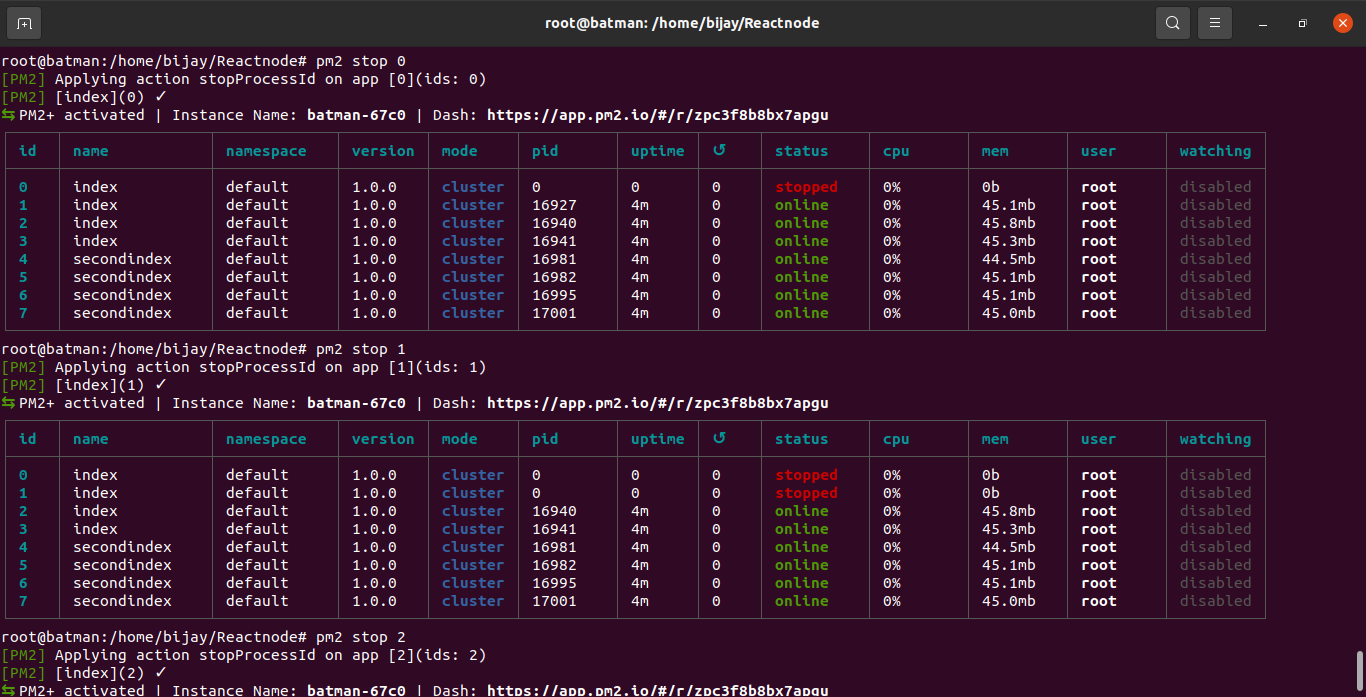 root@batman: /home/bijay/Reactnode
root@batman:/home/bijay/Reactnode# pm2 stop 0
[PM2] Applying action stopProcessId on app [0](ids: 0)
[PM2] [index](0) ✓
⇆ PM2+ activated | Instance Name: batman-67c0 | Dash: https://app.pm2.io/#/r/zpc3f8b8bx7apgu
id name namespace version mode pid uptime ↺ status cpu mem user watching
0 index default 1.0.0 cluster 0 0 0 stopped 0% 0b root disabled
1 index default 1.0.0 cluster 16927 4m 0 online 0% 45.1mb root disabled
2 index default 1.0.0 cluster 16940 4m 0 online 0% 45.8mb root disabled
3 index default 1.0.0 cluster 16941 4m 0 online 0% 45.3mb root disabled
4 secondindex default 1.0.0 cluster 16981 4m 0 online 0% 44.5mb root disabled
5 secondindex default 1.0.0 cluster 16982 4m 0 online 0% 45.1mb root disabled
6 secondindex default 1.0.0 cluster 16995 4m 0 online 0% 45.1mb root disabled
7 secondindex default 1.0.0 cluster 17001 4m 0 online 0% 45.0mb root disabled
root@batman:/home/bijay/Reactnode# pm2 stop 1
[PM2] Applying action stopProcessId on app [1](ids: 1)
[PM2] [index](1) ✓
⇆ PM2+ activated | Instance Name: batman-67c0 | Dash: https://app.pm2.io/#/r/zpc3f8b8bx7apgu
id name namespace version mode pid uptime ↺ status cpu mem user watching
0 index default 1.0.0 cluster 0 0 0 stopped 0% 0b root disabled
1 index default 1.0.0 cluster 0 0 0 stopped 0% 0b root disabled
2 index default 1.0.0 cluster 16940 4m 0 online 0% 45.8mb root disabled
3 index default 1.0.0 cluster 16941 4m 0 online 0% 45.3mb root disabled
4 secondindex default 1.0.0 cluster 16981 4m 0 online 0% 44.5mb root disabled
5 secondindex default 1.0.0 cluster 16982 4m 0 online 0% 45.1mb root disabled
6 secondindex default 1.0.0 cluster 16995 4m 0 online 0% 45.1mb root disabled
7 secondindex default 1.0.0 cluster 17001 4m 0 online 0% 45.0mb root disabled
root@batman:/home/bijay/Reactnode# pm2 stop 2
[PM2] Applying action stopProcessId on app [2](ids: 2)
[PM2] [index](2) ✓
⇆ PM2+ activated | Instance Name: batman-67c0 | Dash: https://app.pm2.io/#/r/zpc3f8b8bx7apgu